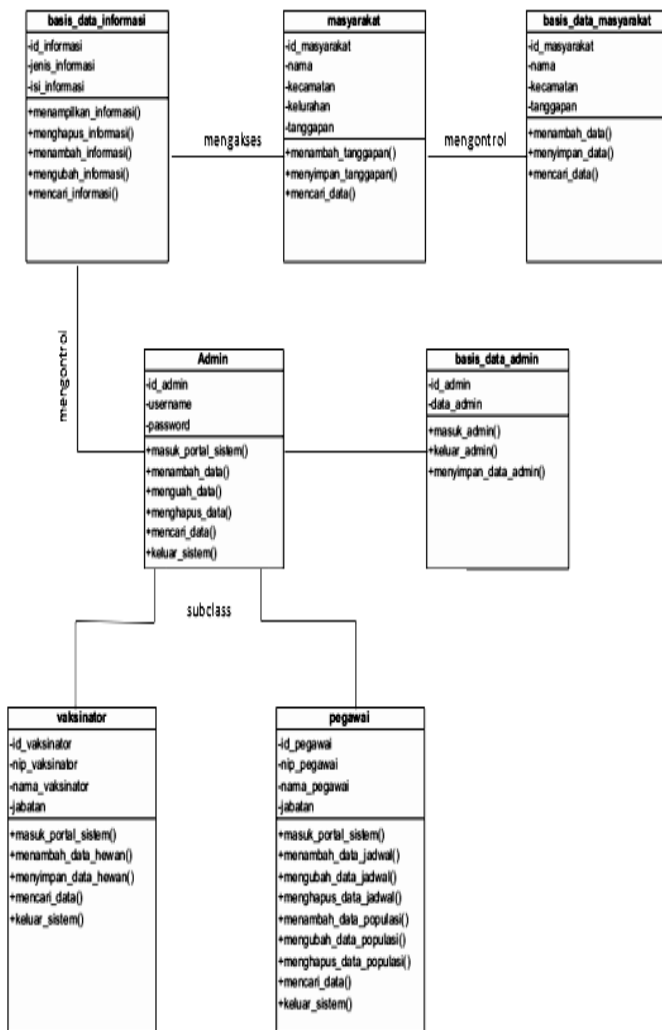 basis_data_informasi
-id_informasi
-jenis_informasi
-isi_informasi
+menampilkan_informasi()
+menghapus_informasi()
+menambah_informasi()
+mengubah_informasi()
+mencari_informasi()
mengakses
masyarakat
-id_masyarakat
-nama
-kecamatan
-kelurahan
-tanggapan
+menambah_tanggapan()
+menyimpan_tanggapan()
+mencari_data()
mengontrol
basis_data_masyarakat
-id_masyarakat
-nama
-kecamatan
-tanggapan
+menambah_data()
+menyimpan_data()
+mencari_data()
mengontrol
Admin
-id_admin
-username
-password
+masuk_portal_sistem()
+menambah_data()
+menguah_data()
+menghapus_data()
+mencari_data()
+keluar_sistem()
basis_data_admin
-id_admin
-data_admin
+masuk_admin()
+keluar_admin()
+menyimpan_data_admin()
subclass
vaksinator
-id_vaksinator
-nip_vaksinator
-nama_vaksinator
-jabatan
+masuk_portal_sistem()
+menambah_data_hewan()
+menyimpan_data_hewan()
+mencari_data()
+keluar_sistem()
pegawai
-id_pegawai
-nip_pegawai
-nama_pegawai
-jabatan
+masuk_portal_sistem()
+menambah_data_jadwal()
+mengubah_data_jadwal()
+menghapus_data_jadwal()
+menambah_data_populasi()
+mengubah_data_populasi()
+menghapus_data_populasi()
+mencari_data()
+keluar_sistem()